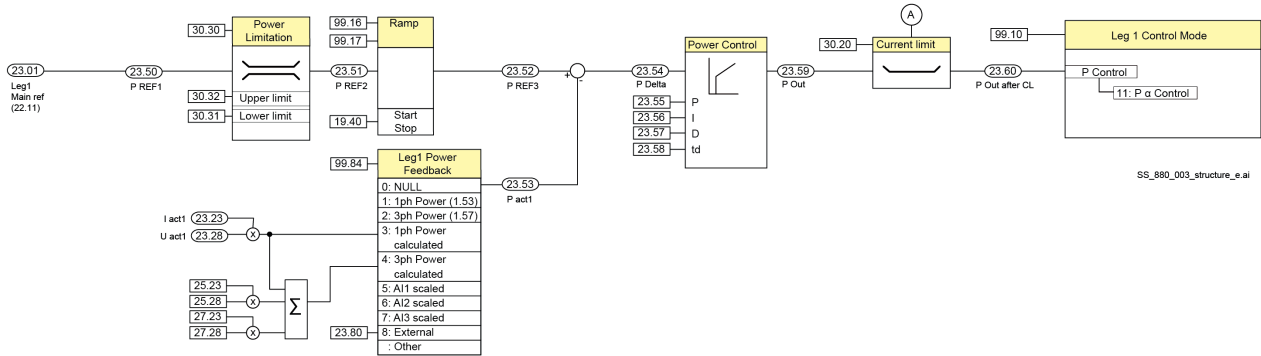 23.01
Leg1
Main ref
(22.11)
23.50
P REF1
30.30
Power
Limitation
30.32
Upper limit
30.31
Lower limit
23.51
P REF2
99.16
Ramp
99.17
19.40
Start
Stop
23.52
P REF3
+
-
23.54
P Delta
Power Control
23.55
P
23.56
I
23.57
D
23.58
td
23.59
P Out
A
30.20
Current limit
23.60
P Out after CL
99.10
Leg 1 Control Mode
P Control
11: P α Control
SS_880_003_structure_e.ai
99.84
Leg1 Power
Feedback
0: NULL
1: 1ph Power (1.53)
2: 3ph Power (1.57)
3: 1ph Power
calculated
4: 3ph Power
calculated
5: AI1 scaled
6: AI2 scaled
7: AI3 scaled
23.80
8: External
: Other
23.53
P act1
I act1
23.23
U act1
23.28
x
25.23
25.28
x
27.23
27.28
x
Σ